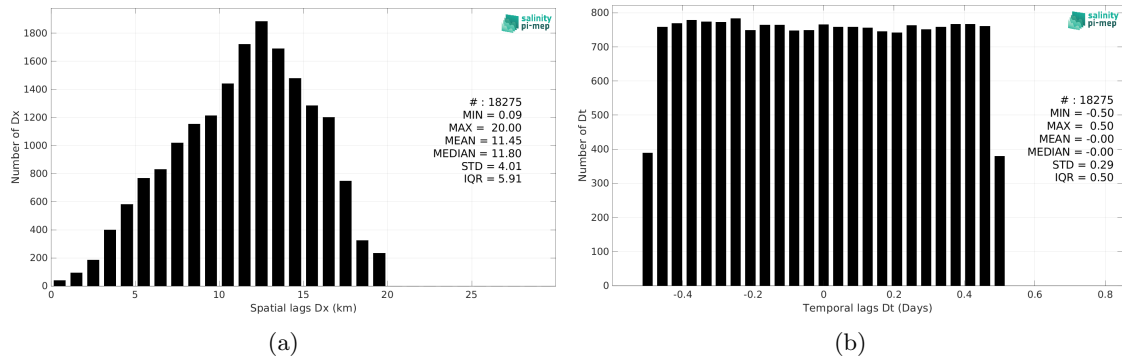 salinity
pi-mep
1800
1600
1400
1200
1000
800
600
400
200
0
Number of Dx
# : 18275
MIN = 0.09
MAX = 20.00
MEAN = 11.45
MEDIAN = 11.80
STD = 4.01
IQR = 5.91
0 5 10 15 20 25
Spatial lags Dx (km)
(a)
salinity
pi-mep
800
700
600
500
400
300
200
100
0
Number of Dt
# : 18275
MIN = -0.50
MAX = 0.50
MEAN = -0.00
MEDIAN = -0.00
STD = 0.29
IQR = 0.50
-0.4 -0.2 0 0.2 0.4 0.6 0.8
Temporal lags Dt (Days)
(b)